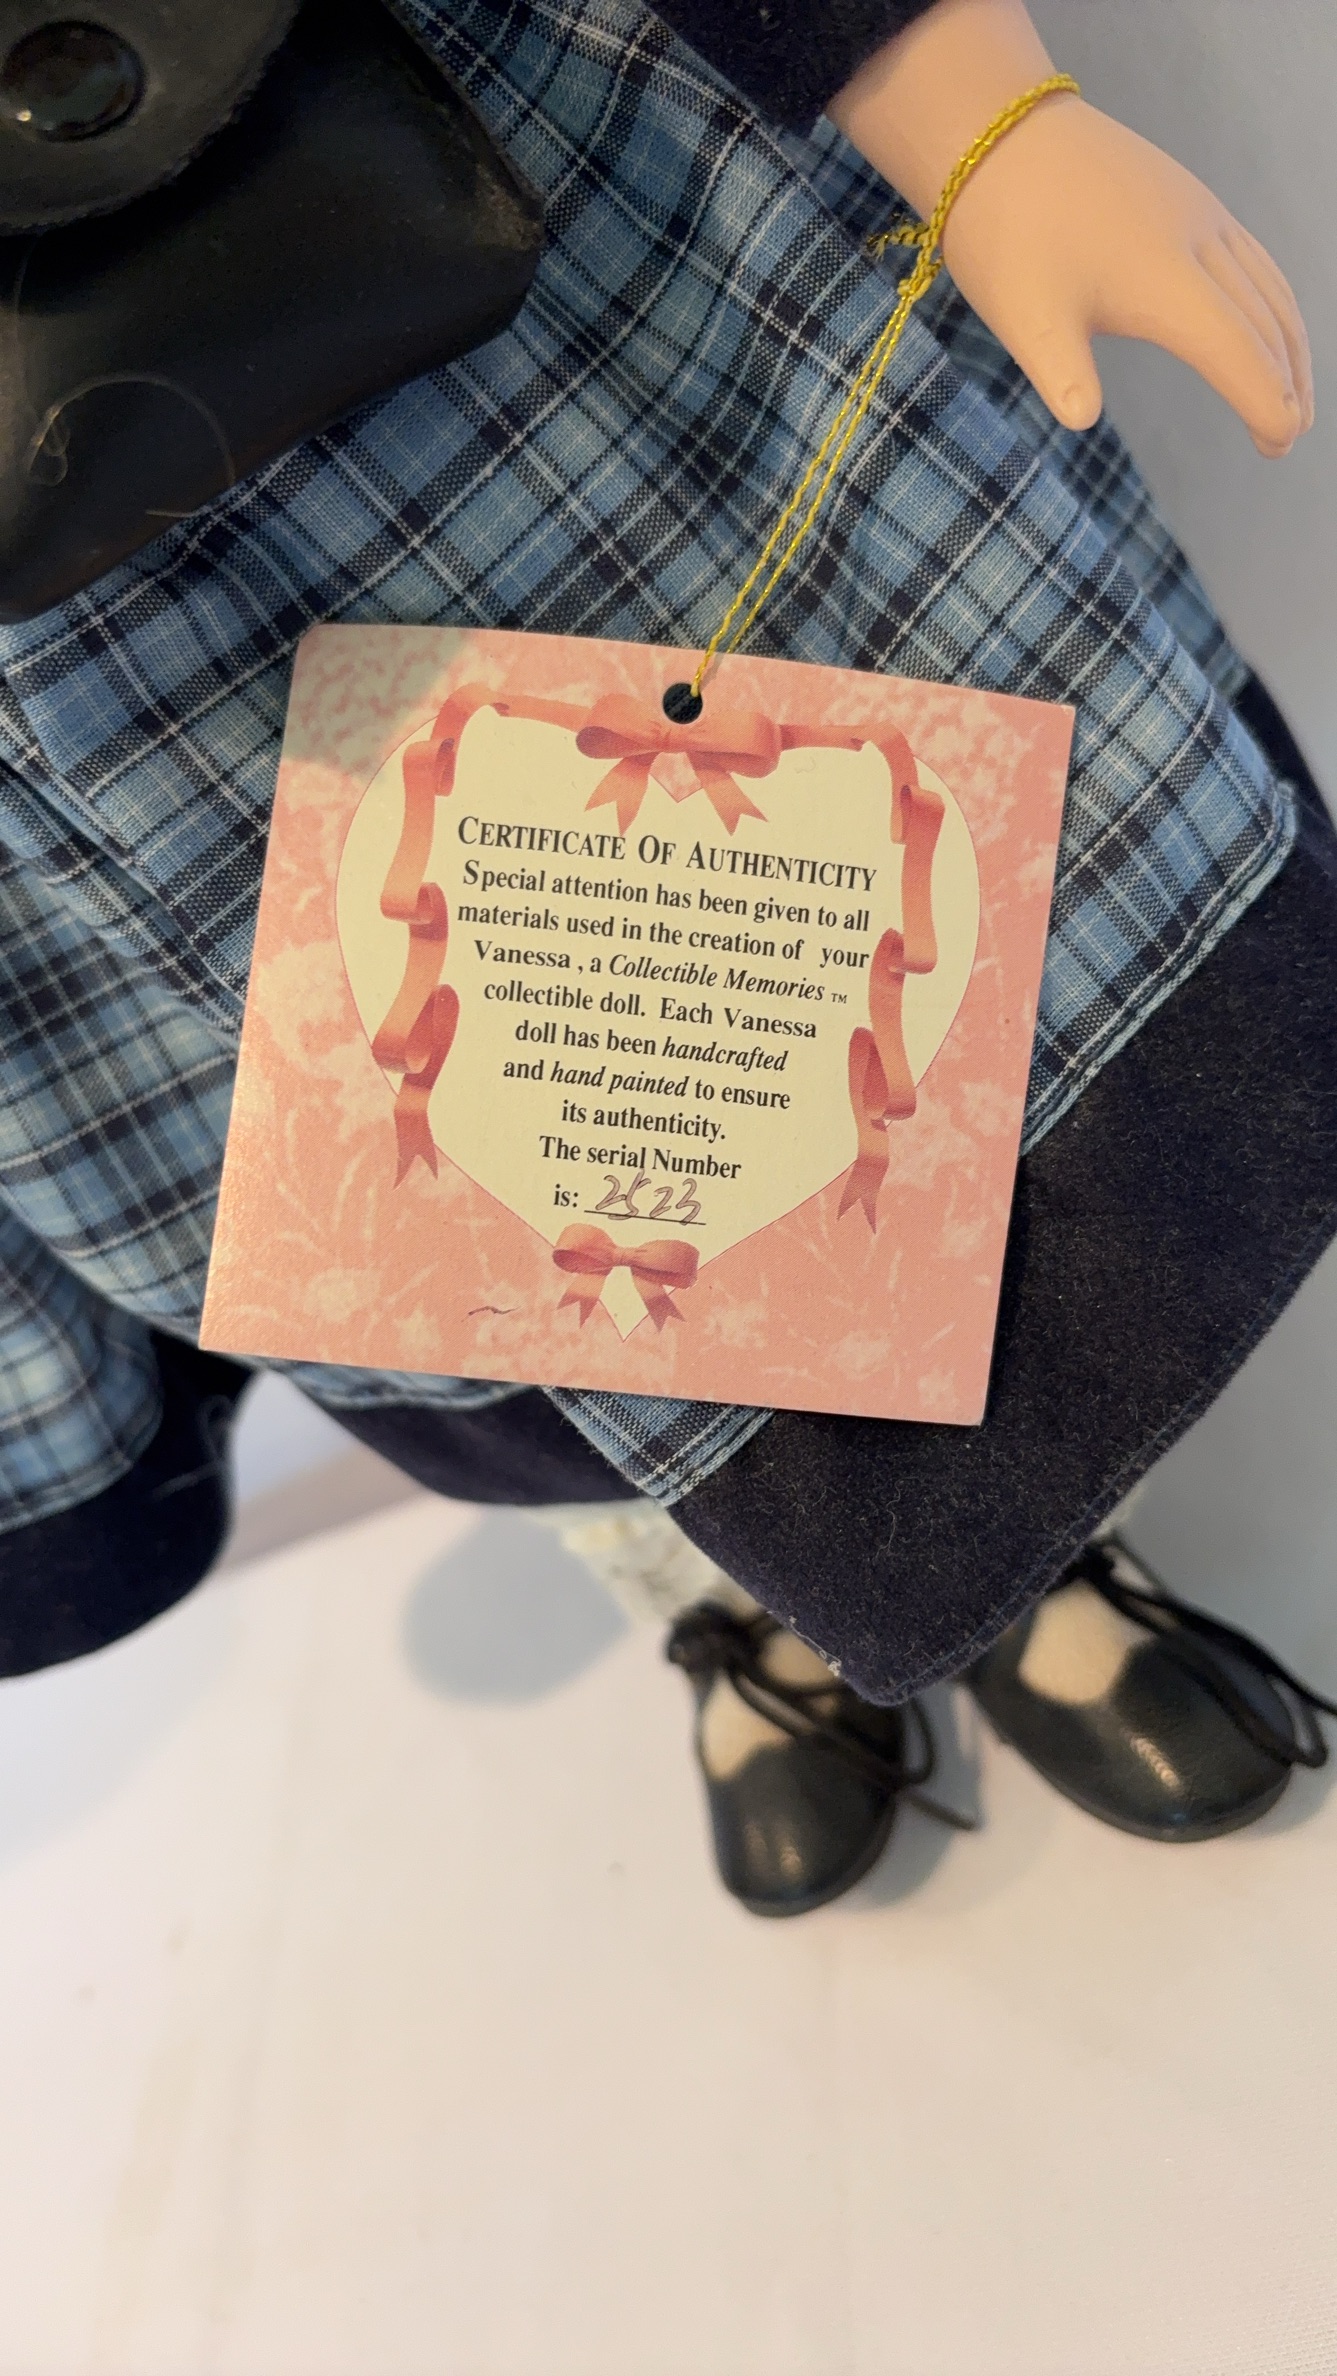 CERTIFICATE OF AUTHENTICITY
Special attention has been given to all
materials used in the creation of your
Vanessa , a Collectible Memories ™
collectible doll. Each Vanessa
doll has been handcrafted
and hand painted to ensure
its authenticity.
The serial Number
is: 2523